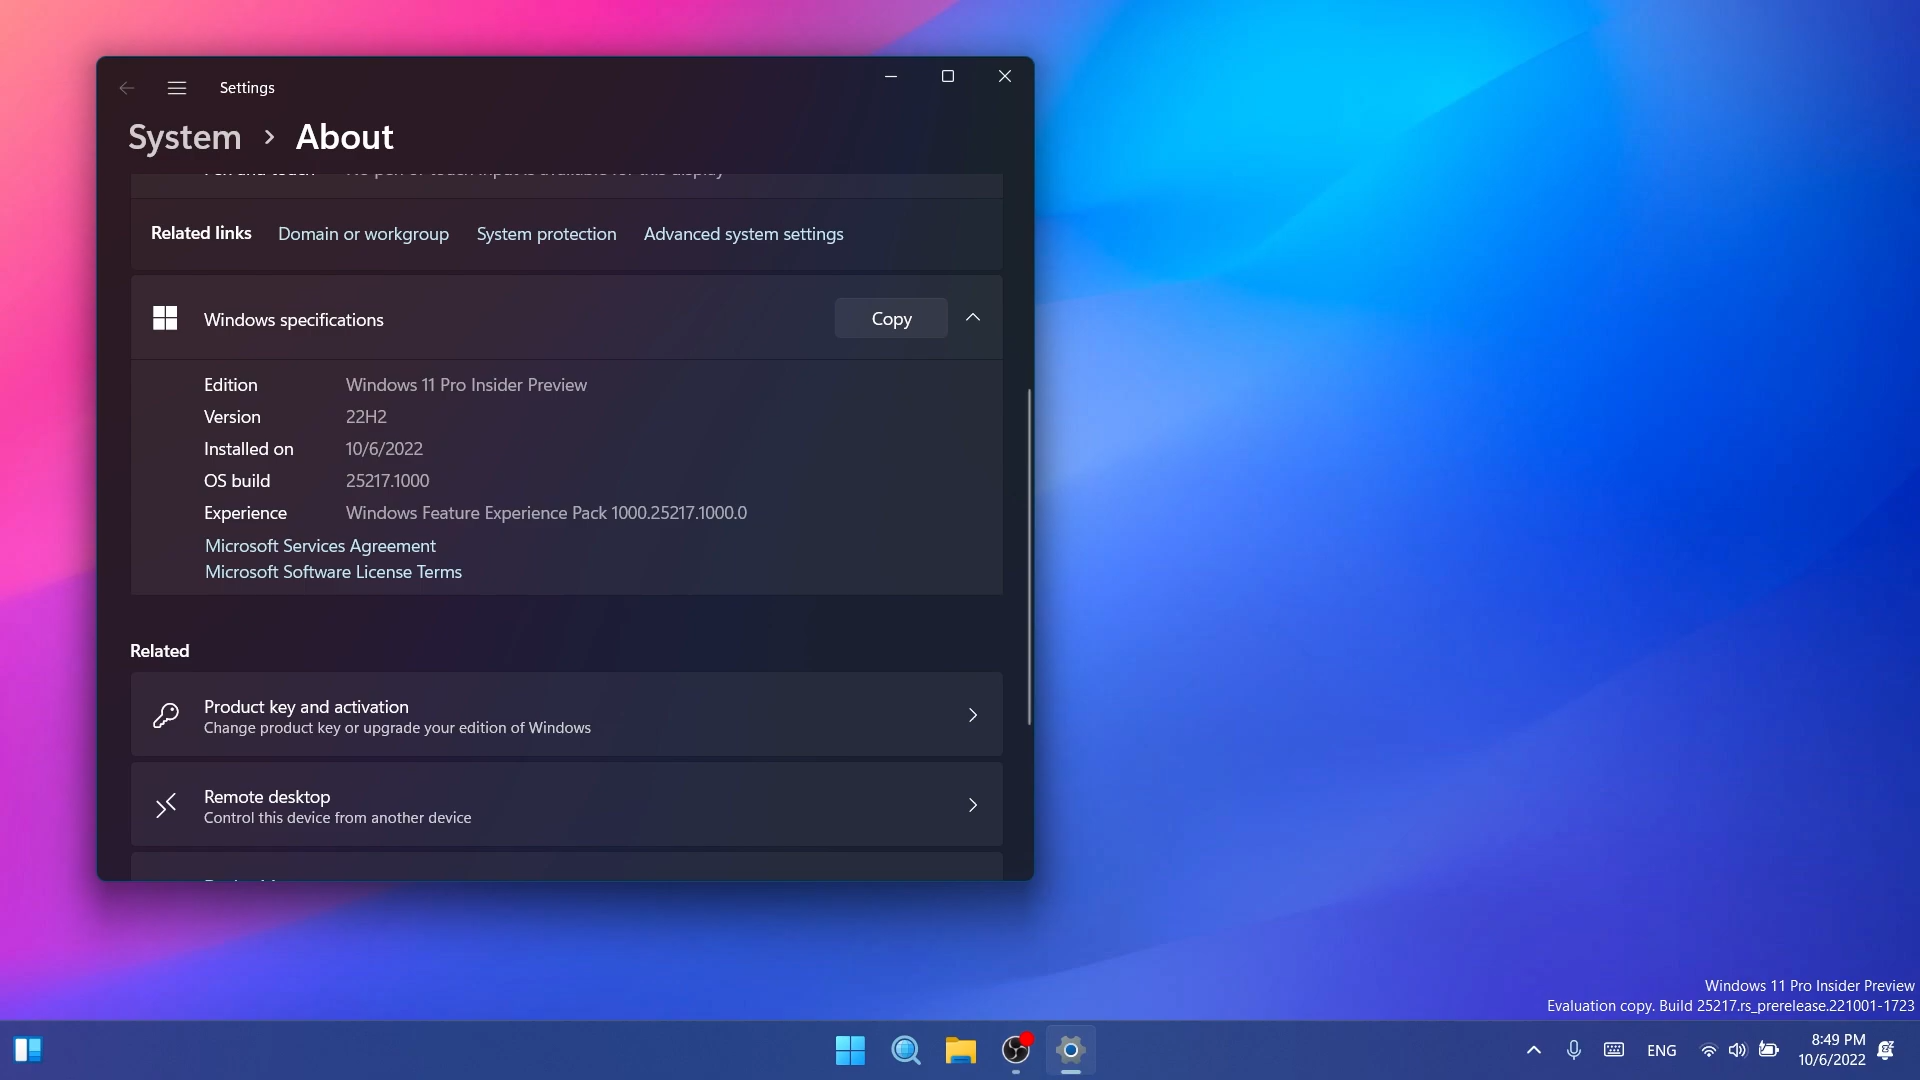 Settings
System > About
Related links Domain or workgroup System protection Advanced system settings
Windows specifications Copy
Edition Windows 11 Pro Insider Preview
Version 22H2
Installed on 10/6/2022
OS build 25217.1000
Experience Windows Feature Experience Pack 1000.25217.1000.0
Microsoft Services Agreement
Microsoft Software License Terms
Related
Product key and activation
Change product key or upgrade your edition of Windows
Remote desktop
Control this device from another device
Windows 11 Pro Insider Preview
Evaluation copy. Build 25217.rs_prerelease.221001-1723
ENG
8:49 PM
10/6/2022